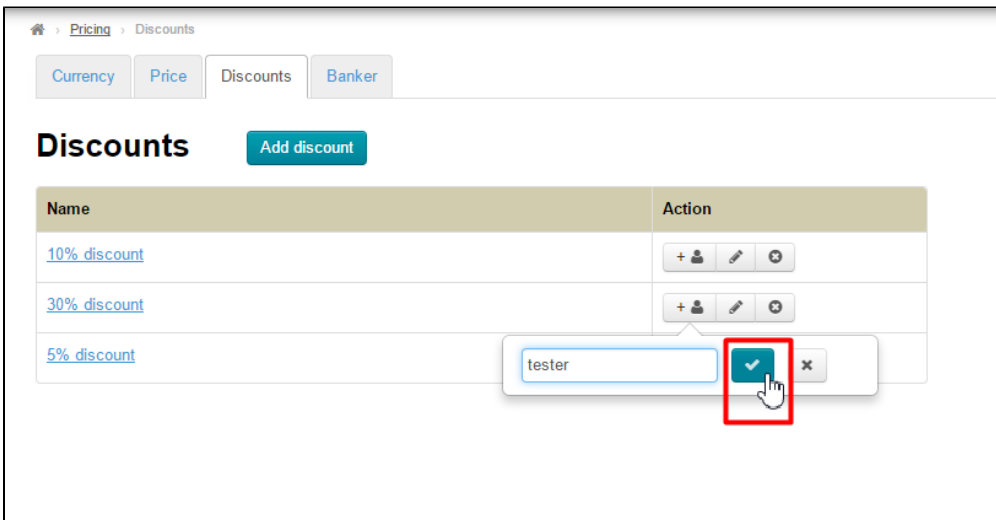 Pricing › Discounts
Currency Price Discounts Banker
Discounts Add discount
Name Action
10% discount +
30% discount +
5% discount
tester